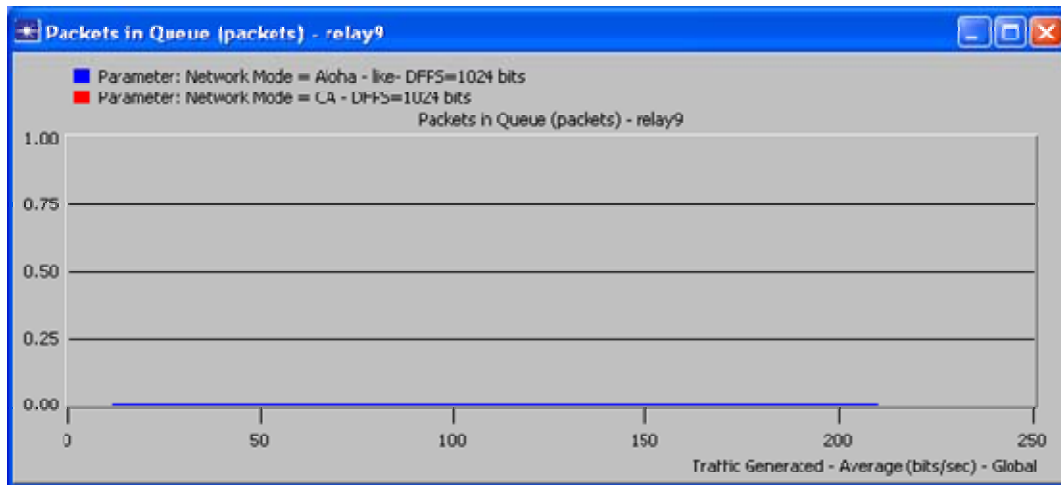 Packets in Queue (packets) - relay9
Parameter: Network Mode = Aloha - like- DFFS=1024 bits
Parameter: Network Mode = CA - DFFS=1024 bits
Packets in Queue (packets) - relay9
1.00
0.75
0.50
0.25
0.00
0 50 100 150 200 250
Traffic Generated - Average (bits/sec) - Global